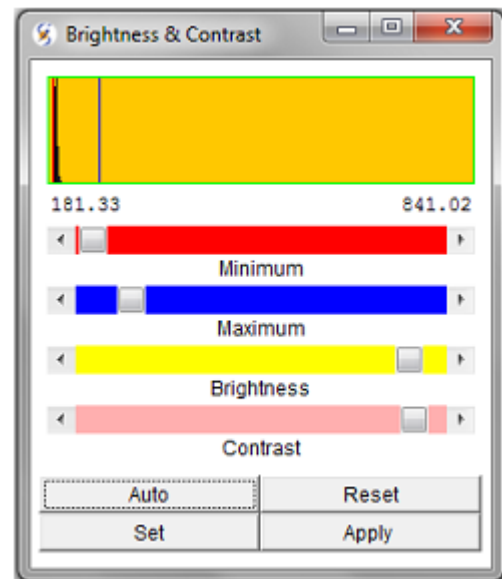 Brightness & Contrast
181.33 841.02
Minimum
Maximum
Brightness
Contrast
Auto Reset
Set Apply